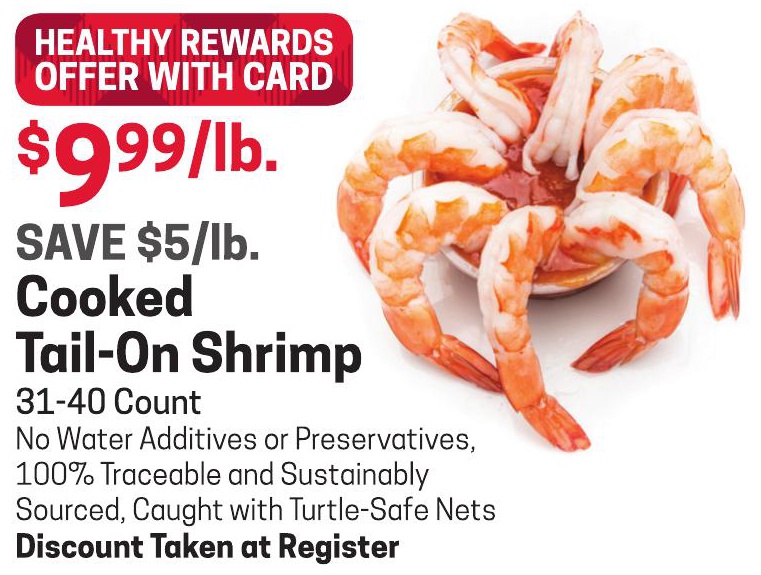 HEALTHY REWARDS
OFFER WITH CARD
$9.99/lb.
SAVE $5/lb.
Cooked
Tail-On Shrimp
31-40 Count
No Water Additives or Preservatives,
100% Traceable and Sustainably
Sourced, Caught with Turtle-Safe Nets
Discount Taken at Register